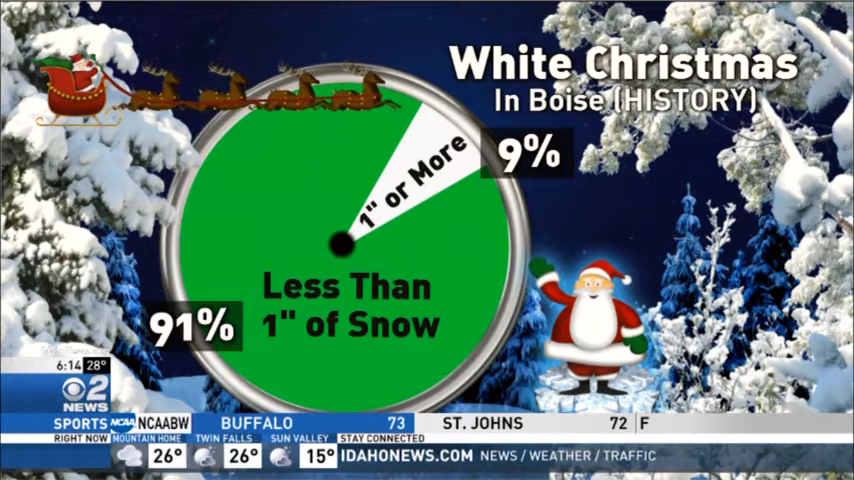 White Christmas
In Boise (HISTORY)
1" or More
9%
Less Than
1" of Snow
91%
6:14 28°
2
NEWS
SPORTS NCAA NCAABW BUFFALO 73 ST. JOHNS 72 F
RIGHT NOW MOUNTAIN HOME TWIN FALLS SUN VALLEY STAY CONNECTED
26° 26° 15° IDAHONEWS.COM NEWS / WEATHER / TRAFFIC